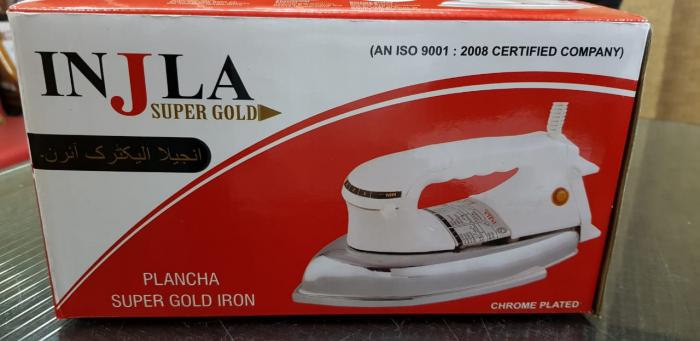 INJLA
SUPER GOLD
(AN ISO 9001 : 2008 CERTIFIED COMPANY)
انجیلا الیکٹرک آئرن.
PLANCHA
SUPER GOLD IRON
CHROME PLATED